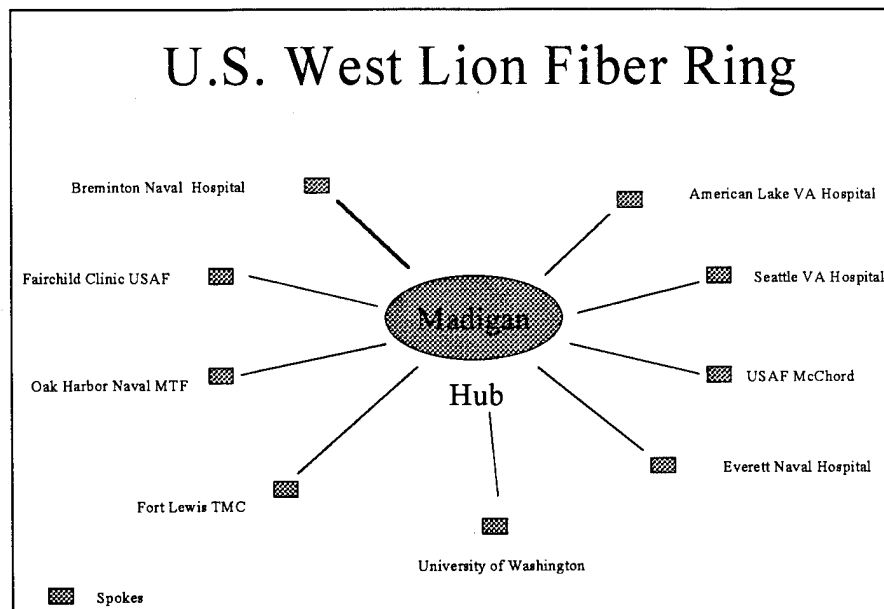 U.S. West Lion Fiber Ring
Breminton Naval Hospital
American Lake VA Hospital
Fairchild Clinic USAF
Seattle VA Hospital
Madigan
Oak Harbor Naval MTF
USAF McChord
Hub
Everett Naval Hospital
Fort Lewis TMC
University of Washington
Spokes